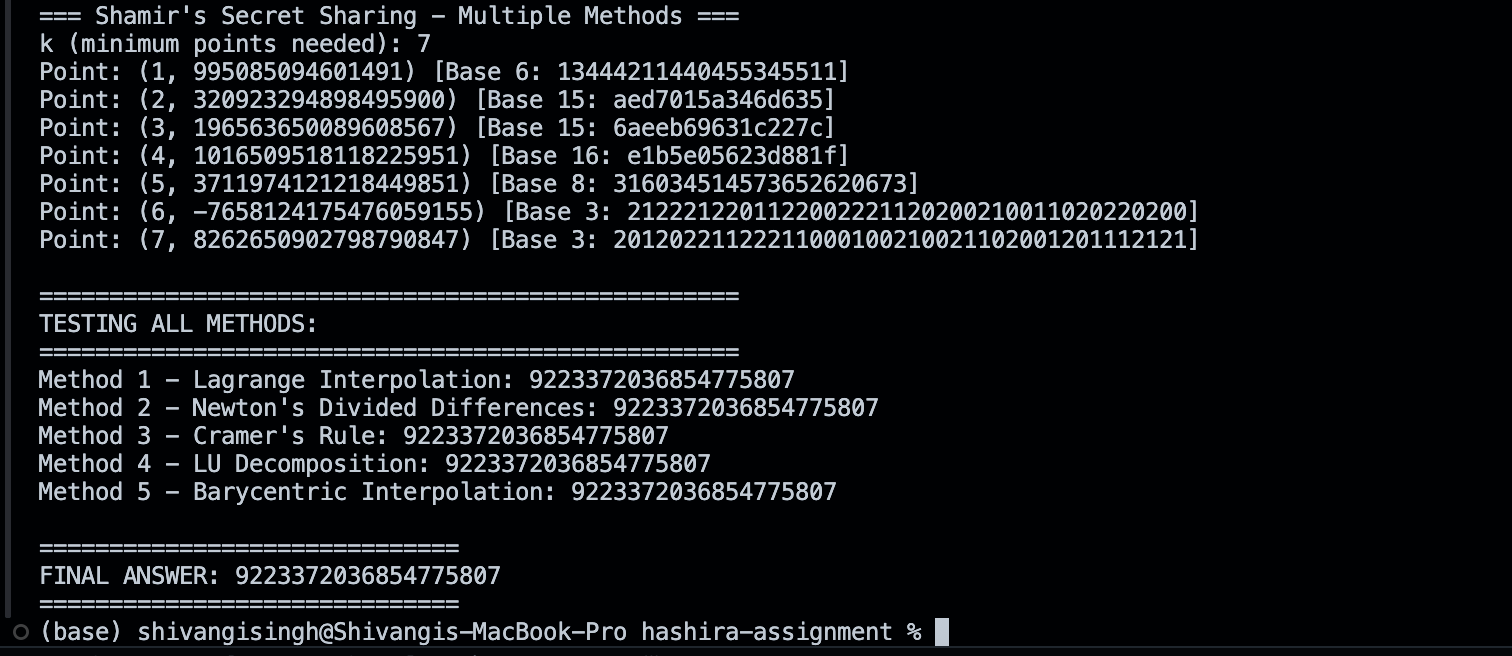 === Shamir's Secret Sharing - Multiple Methods ===
k (minimum points needed): 7
Point: (1, 995085094601491) [Base 6: 13444211440455345511]
Point: (2, 320923294898495900) [Base 15: aed7015a346d635]
Point: (3, 196563650089608567) [Base 15: 6aeeb69631c227c]
Point: (4, 1016509518118225951) [Base 16: e1b5e05623d881f]
Point: (5, 3711974121218449851) [Base 8: 316034514573652620673]
Point: (6, -7658124175476059155) [Base 3: 2122212201122002221120200210011020220200]
Point: (7, 8262650902798790847) [Base 3: 20120221122211000100210021102001201112121]
==================================================
TESTING ALL METHODS:
==================================================
Method 1 - Lagrange Interpolation: 9223372036854775807
Method 2 - Newton's Divided Differences: 9223372036854775807
Method 3 - Cramer's Rule: 9223372036854775807
Method 4 - LU Decomposition: 9223372036854775807
Method 5 - Barycentric Interpolation: 9223372036854775807
==============================
FINAL ANSWER: 9223372036854775807
==============================
(base) shivangisingh@Shivangis-MacBook-Pro hashira-assignment %